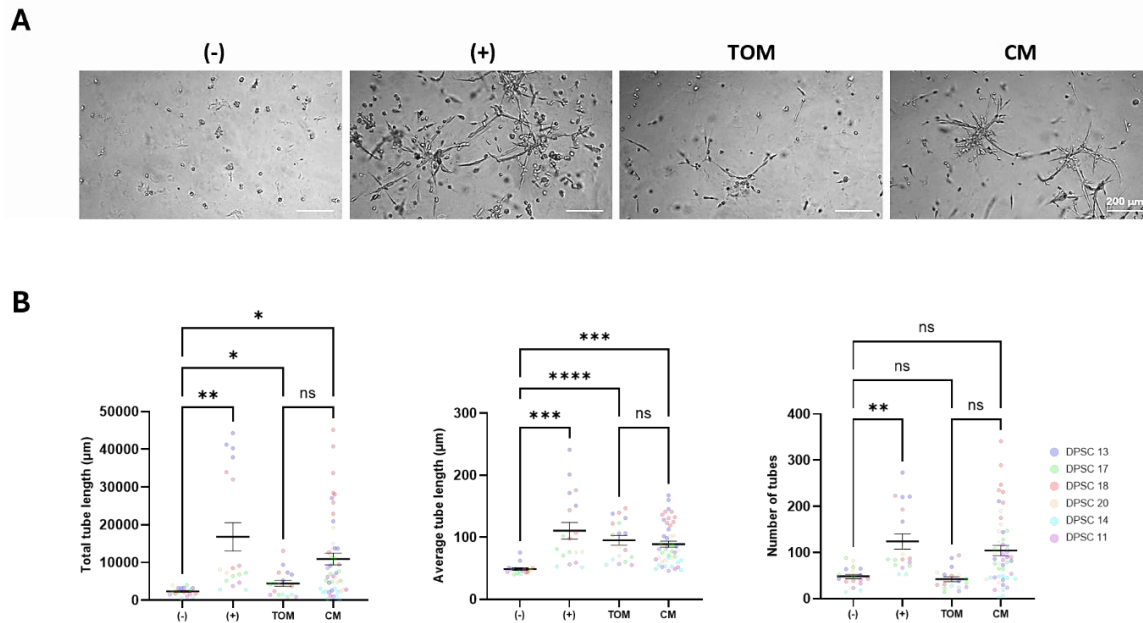 A
(-)
(+)
TOM
CM
200 µm
B
*
*
**
ns
Total tube length (µm)
50000
40000
30000
20000
10000
0
(-)
(+)
TOM
CM
***
****
***
ns
Average tube length (µm)
300
200
100
0
(-)
(+)
TOM
CM
ns
ns
**
ns
Number of tubes
400
300
200
100
0
(-)
(+)
TOM
CM
DPSC 13
DPSC 17
DPSC 18
DPSC 20
DPSC 14
DPSC 11